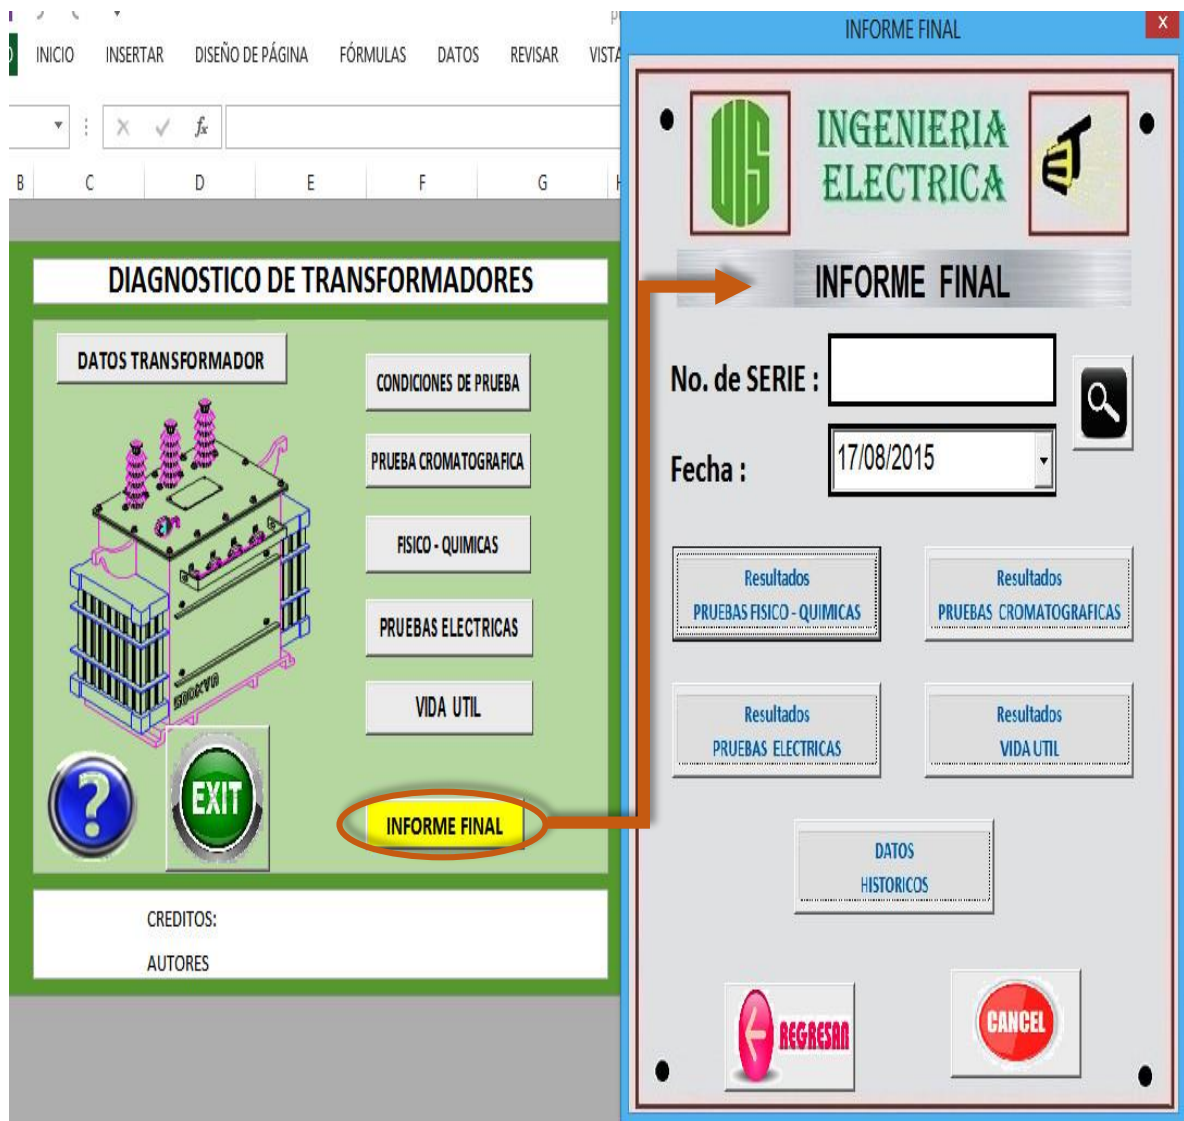 INICIO INSERTAR DISEÑO DE PÁGINA FÓRMULAS DATOS REVISAR VISTA
fx
B C D E F G
DIAGNOSTICO DE TRANSFORMADORES
DATOS TRANSFORMADOR
CONDICIONES DE PRUEBA
PRUEBA CROMATOGRAFICA
FISICO - QUIMICAS
PRUEBAS ELECTRICAS
VIDA UTIL
500KVA
?
EXIT
INFORME FINAL
CREDITOS:
AUTORES
INFORME FINAL
X
UIS
INGENIERIA
ELECTRICA
INFORME FINAL
No. de SERIE :
Fecha :
17/08/2015
Resultados
PRUEBAS FISICO - QUIMICAS
Resultados
PRUEBAS CROMATOGRAFICAS
Resultados
PRUEBAS ELECTRICAS
Resultados
VIDA UTIL
DATOS
HISTORICOS
REGRESAR
CANCEL